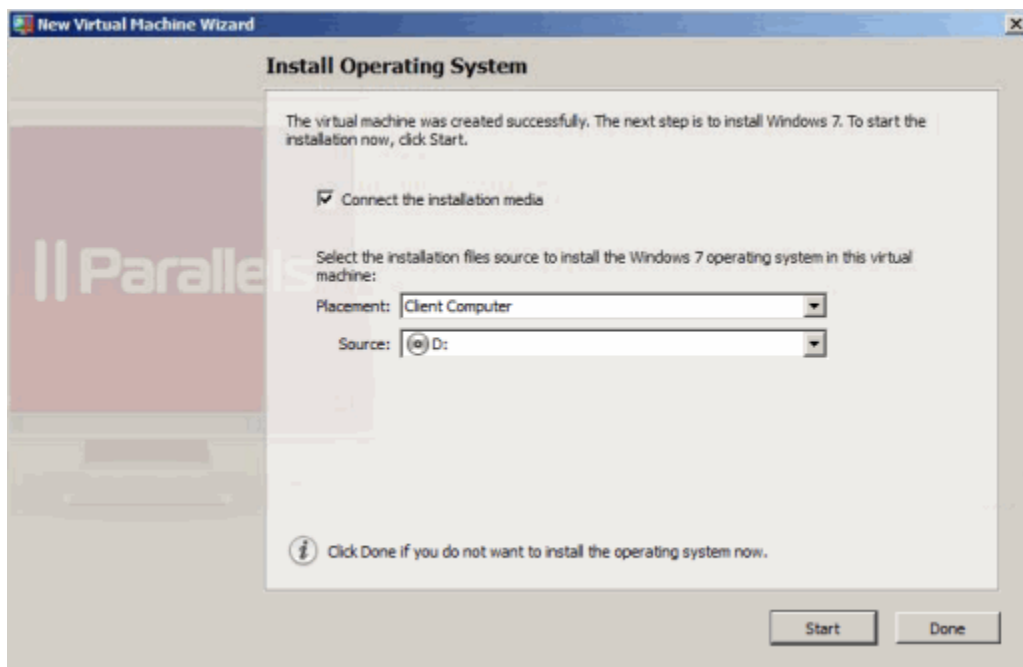 New Virtual Machine Wizard
Install Operating System
The virtual machine was created successfully. The next step is to install Windows 7. To start the
installation now, click Start.
Connect the installation media
|| Parallels
Select the installation files source to install the Windows 7 operating system in this virtual
machine:
Placement: Client Computer
Source: D:
Click Done if you do not want to install the operating system now.
Start Done